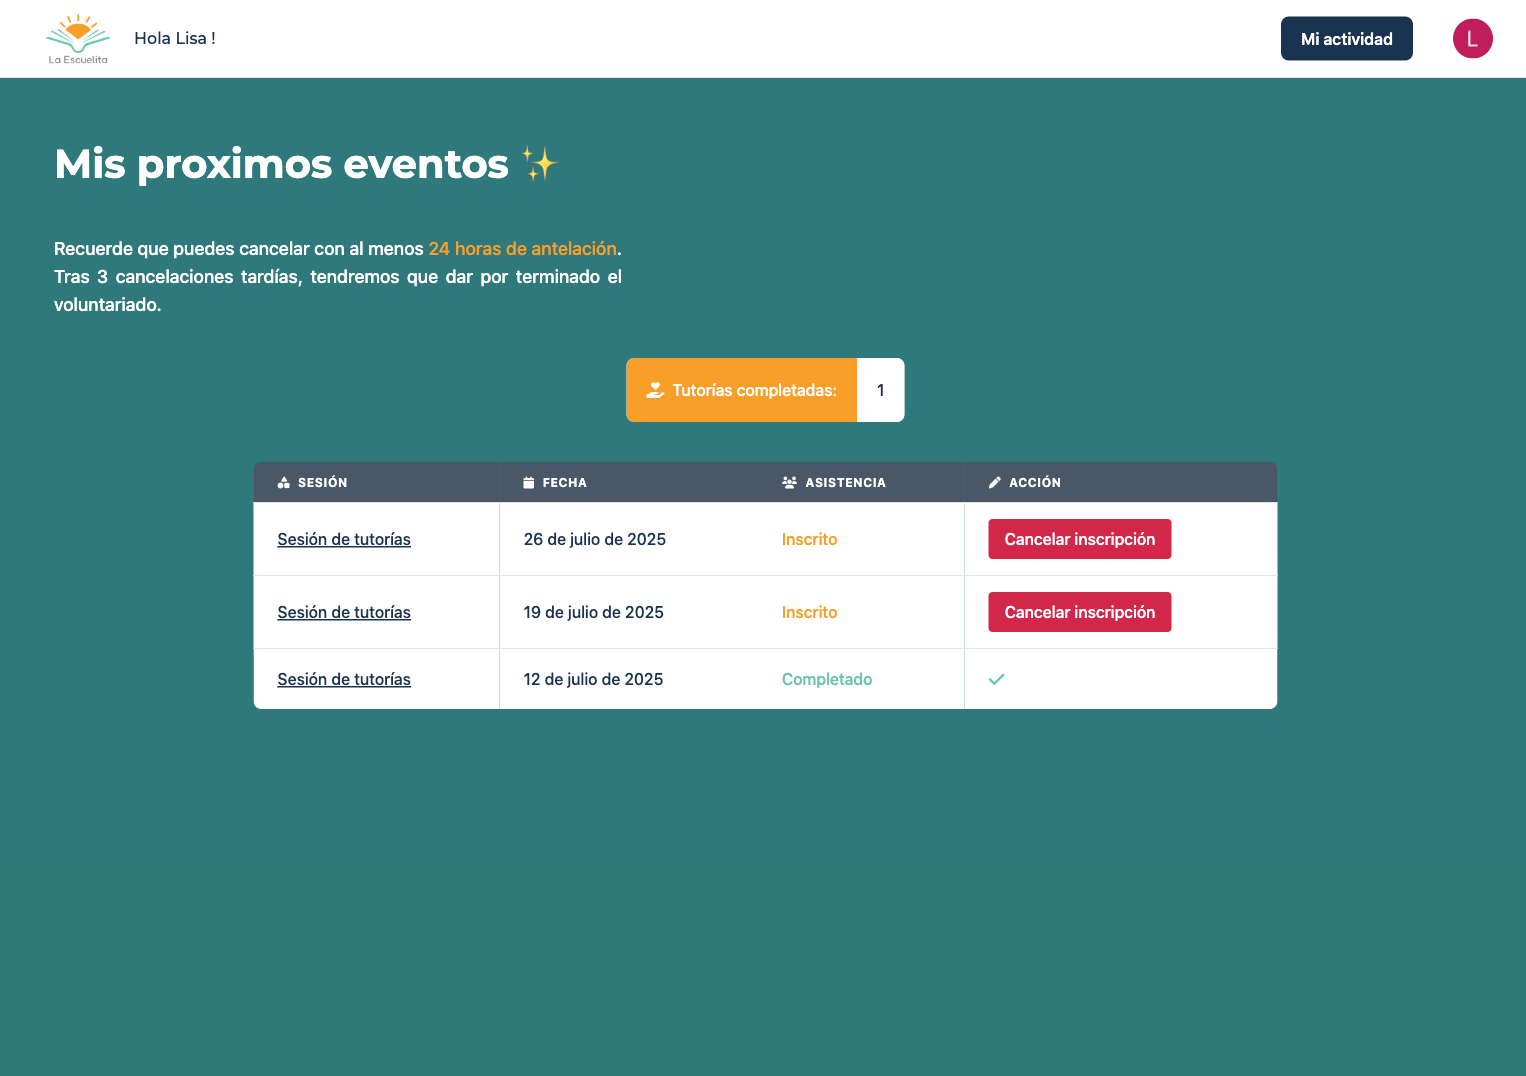 La Escuelita
Hola Lisa !
Mi actividad
L
Mis proximos eventos ✨
Recuerde que puedes cancelar con al menos 24 horas de antelación.
Tras 3 cancelaciones tardías, tendremos que dar por terminado el
voluntariado.
Tutorías completadas: 1
SESIÓN FECHA ASISTENCIA ACCIÓN
Sesión de tutorías 26 de julio de 2025 Inscrito Cancelar inscripción
Sesión de tutorías 19 de julio de 2025 Inscrito Cancelar inscripción
Sesión de tutorías 12 de julio de 2025 Completado